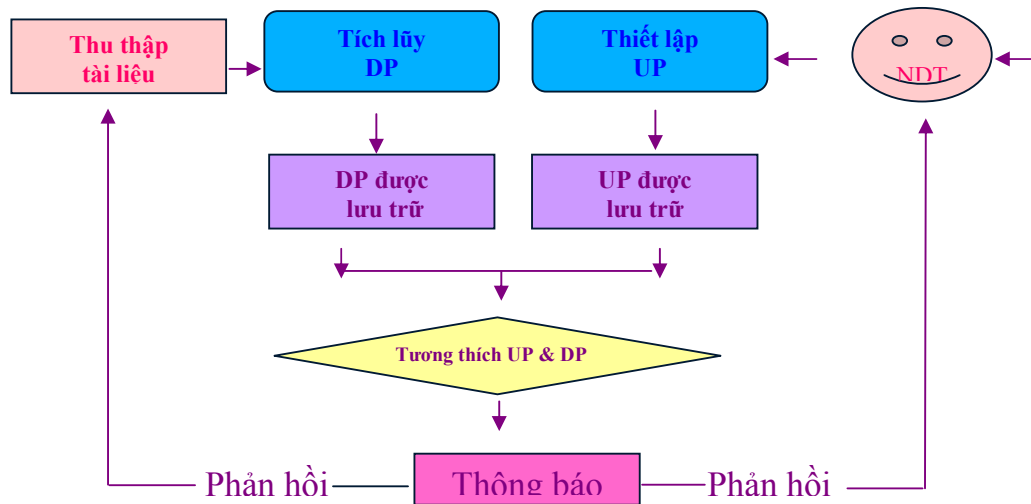 Thu thập
tài liệu
Tích lũy
DP
Thiết lập
UP
NDT
DP được
lưu trữ
UP được
lưu trữ
Tương thích UP & DP
Phản hồi
Thông báo
Phản hồi